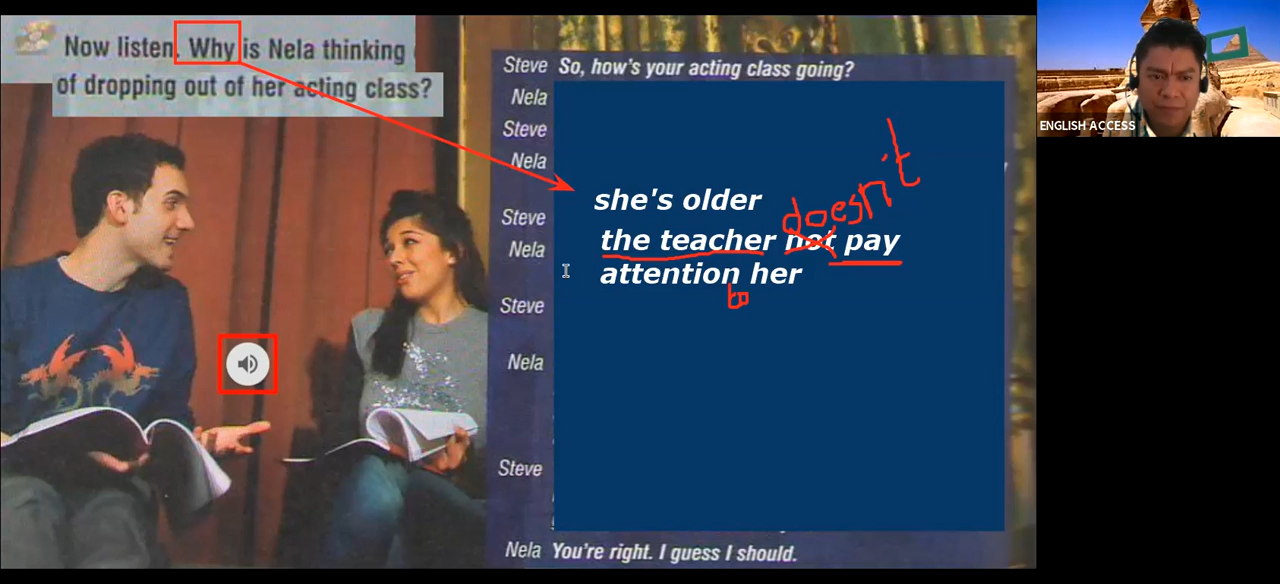 Now listen. Why is Nela thinking
of dropping out of her acting class?
ENGLISH ACCESS
Steve So, how's your acting class going?
Nela
Steve
Nela
she's older
Steve
doesn't
the teacher not pay
Nela
attention her
to
Steve
Nela
Steve
Nela You're right. I guess I should.